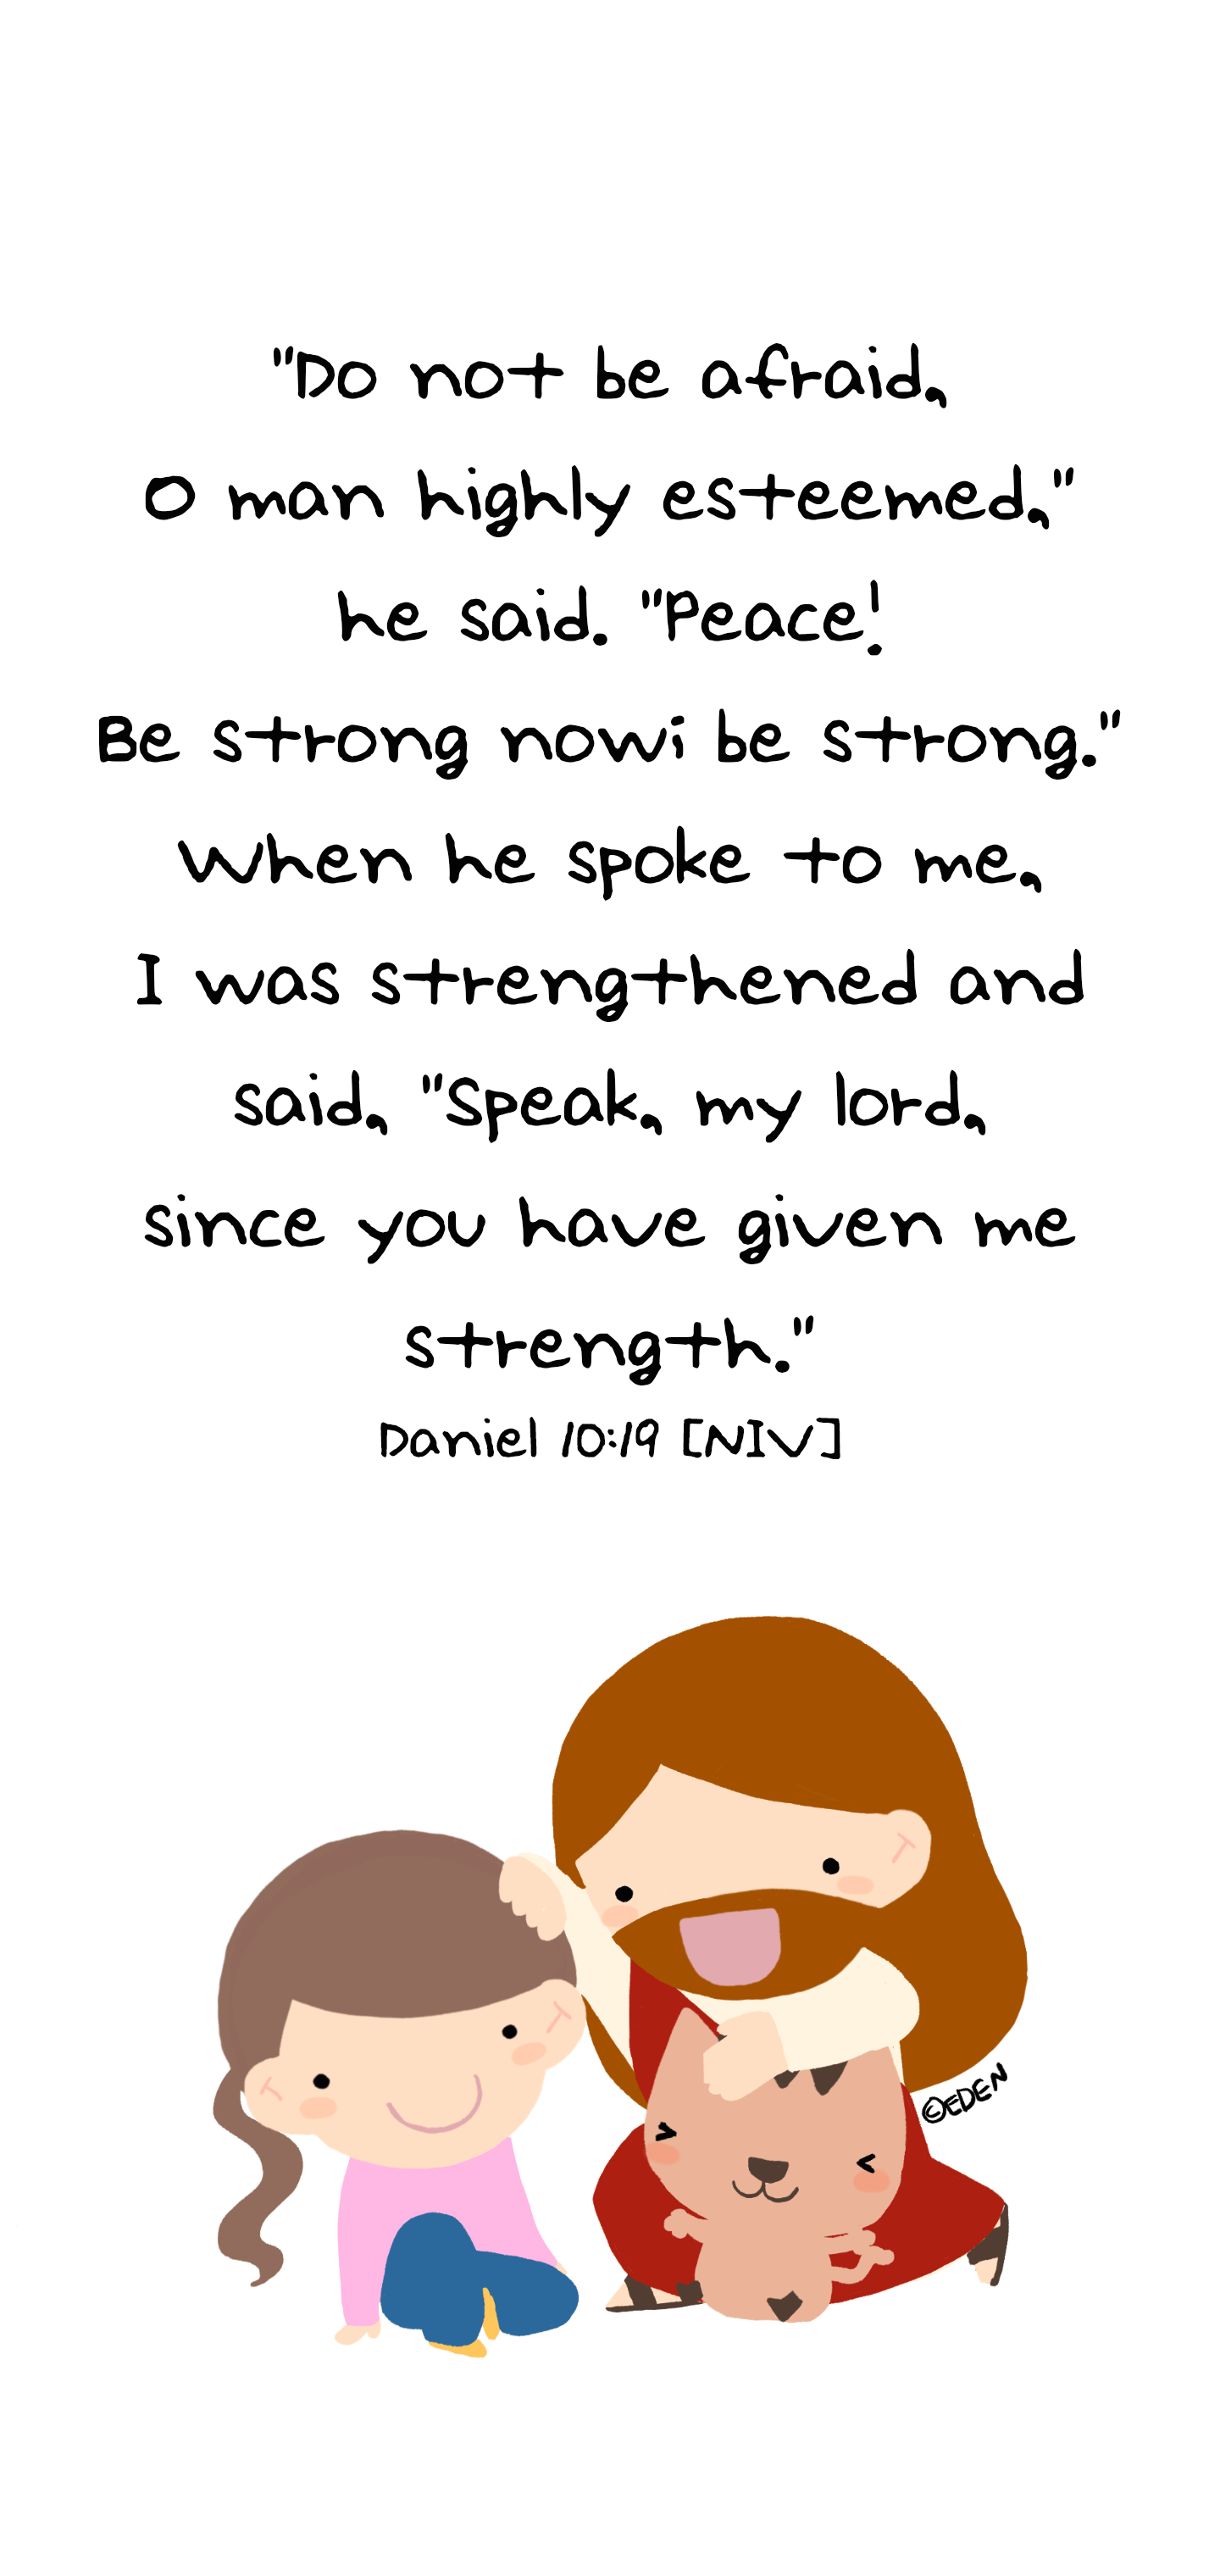 "Do not be afraid,
O man highly esteemed,"
he said. "Peace!
Be strong nowi be strong."
When he spoke to me,
I was strengthened and
said, "Speak, my lord,
since you have given me
strength."
Daniel 10:19 [NIV]
©EDEN